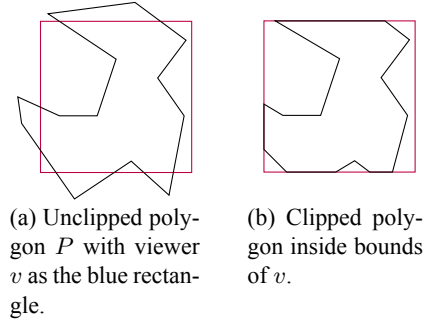 (a) Unclipped poly-
gon P with viewer
v as the blue rectan-
gle.
(b) Clipped poly-
gon inside bounds
of v.